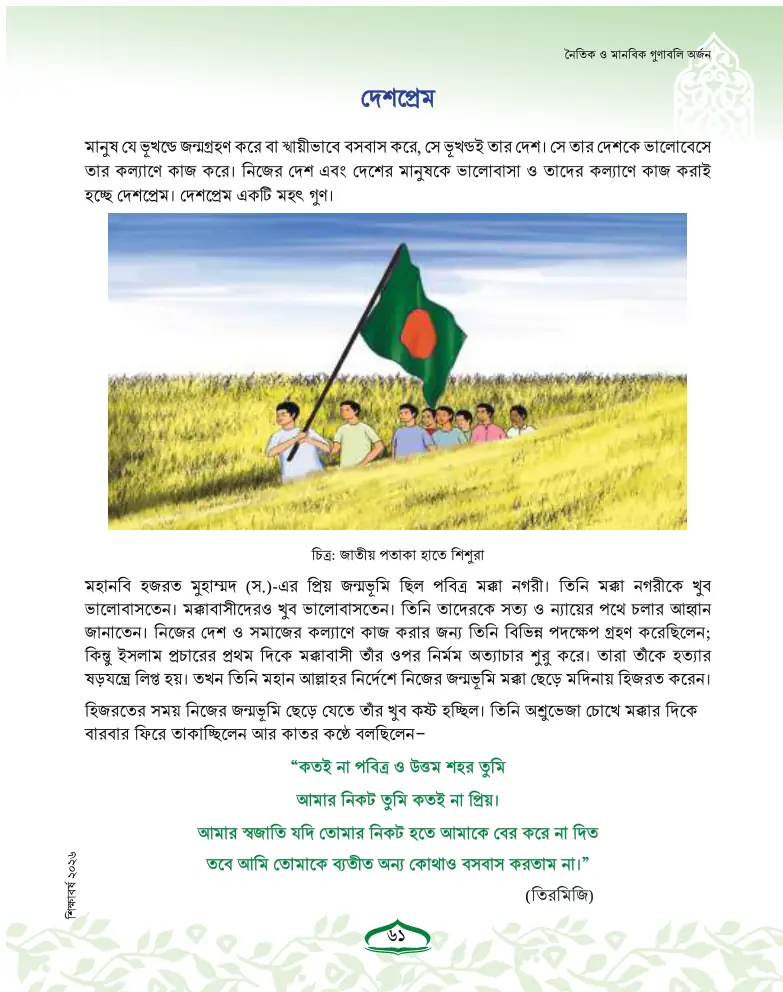 নৈতিক ও মানবিক গুণাবলি অর্জন
দেশপ্রেম
মানুষ যে ভূখণ্ডে জন্মগ্রহণ করে বা স্থায়ীভাবে বসবাস করে, সে ভূখণ্ডই তার দেশ। সে তার দেশকে ভালোবেসে
তার কল্যাণে কাজ করে। নিজের দেশ এবং দেশের মানুষকে ভালোবাসা ও তাদের কল্যাণে কাজ করাই
হচ্ছে দেশপ্রেম। দেশপ্রেম একটি মহৎ গুণ।
চিত্র: জাতীয় পতাকা হাতে শিশুরা
মহানবি হজরত মুহাম্মদ (স.)-এর প্রিয় জন্মভূমি ছিল পবিত্র মক্কা নগরী। তিনি মক্কা নগরীকে খুব
ভালোবাসতেন। মক্কাবাসীদেরও খুব ভালোবাসতেন। তিনি তাদেরকে সত্য ও ন্যায়ের পথে চলার আহ্বান
জানাতেন। নিজের দেশ ও সমাজের কল্যাণে কাজ করার জন্য তিনি বিভিন্ন পদক্ষেপ গ্রহণ করেছিলেন;
কিন্তু ইসলাম প্রচারের প্রথম দিকে মক্কাবাসী তাঁর ওপর নির্মম অত্যাচার শুরু করে। তারা তাঁকে হত্যার
ষড়যন্ত্রে লিপ্ত হয়। তখন তিনি মহান আল্লাহর নির্দেশে নিজের জন্মভূমি মক্কা ছেড়ে মদিনায় হিজরত করেন।
হিজরতের সময় নিজের জন্মভূমি ছেড়ে যেতে তাঁর খুব কষ্ট হচ্ছিল। তিনি অশ্রুভেজা চোখে মক্কার দিকে
বারবার ফিরে তাকাচ্ছিলেন আর কাতর কণ্ঠে বলছিলেন–
“কতই না পবিত্র ও উত্তম শহর তুমি
আমার নিকট তুমি কতই না প্রিয়।
আমার স্বজাতি যদি তোমার নিকট হতে আমাকে বের করে না দিত
তবে আমি তোমাকে ব্যতীত অন্য কোথাও বসবাস করতাম না।”
(তিরমিজি)
শিক্ষাবর্ষ ২০২৬
৬১